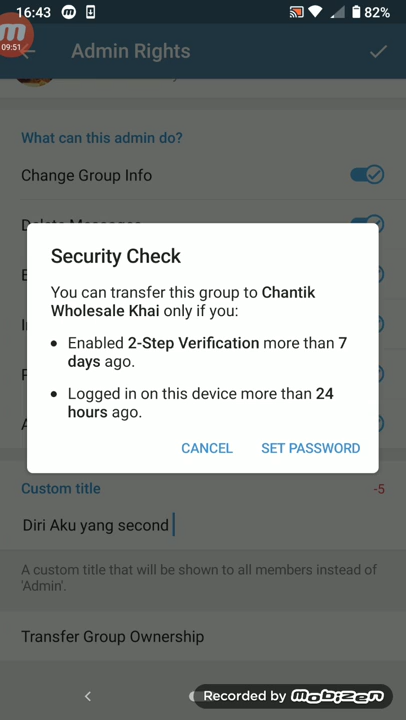 16:43
82%
09:51
Admin Rights
What can this admin do?
Change Group Info
Security Check
You can transfer this group to Chantik
Wholesale Khai only if you:
• Enabled 2-Step Verification more than 7
days ago.
• Logged in on this device more than 24
hours ago.
CANCEL
SET PASSWORD
Custom title
-5
Diri Aku yang second
A custom title that will be shown to all members instead of
'Admin'.
Transfer Group Ownership
Recorded by mobizen